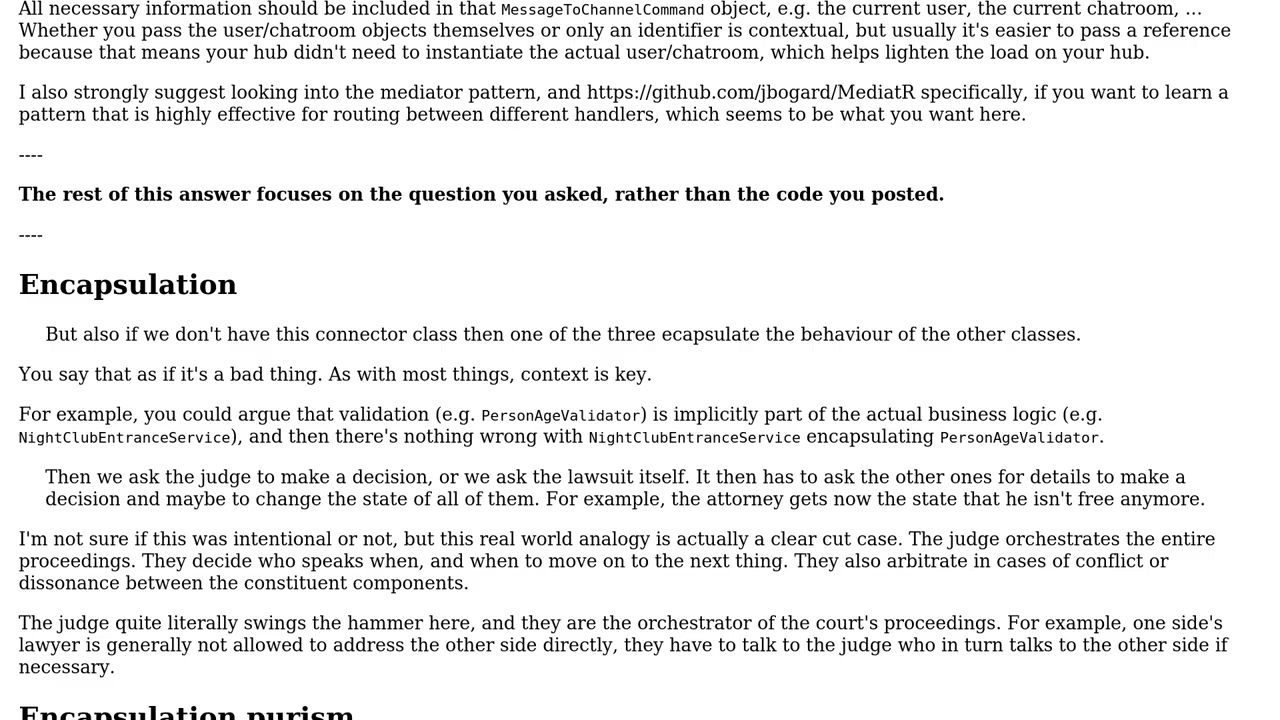 All necessary information should be included in that MessageToChannelCommand object, e.g. the current user, the current chatroom, ...
Whether you pass the user/chatroom objects themselves or only an identifier is contextual, but usually it's easier to pass a reference
because that means your hub didn't need to instantiate the actual user/chatroom, which helps lighten the load on your hub.
I also strongly suggest looking into the mediator pattern, and https://github.com/jbogard/MediatR specifically, if you want to learn a
pattern that is highly effective for routing between different handlers, which seems to be what you want here.
----
The rest of this answer focuses on the question you asked, rather than the code you posted.
----
Encapsulation
But also if we don't have this connector class then one of the three ecapsulate the behaviour of the other classes.
You say that as if it's a bad thing. As with most things, context is key.
For example, you could argue that validation (e.g. PersonAgeValidator) is implicitly part of the actual business logic (e.g.
NightClubEntranceService), and then there's nothing wrong with NightClubEntranceService encapsulating PersonAgeValidator.
Then we ask the judge to make a decision, or we ask the lawsuit itself. It then has to ask the other ones for details to make a
decision and maybe to change the state of all of them. For example, the attorney gets now the state that he isn't free anymore.
I'm not sure if this was intentional or not, but this real world analogy is actually a clear cut case. The judge orchestrates the entire
proceedings. They decide who speaks when, and when to move on to the next thing. They also arbitrate in cases of conflict or
dissonance between the constituent components.
The judge quite literally swings the hammer here, and they are the orchestrator of the court's proceedings. For example, one side's
lawyer is generally not allowed to address the other side directly, they have to talk to the judge who in turn talks to the other side if
necessary.
Encapsulation purism